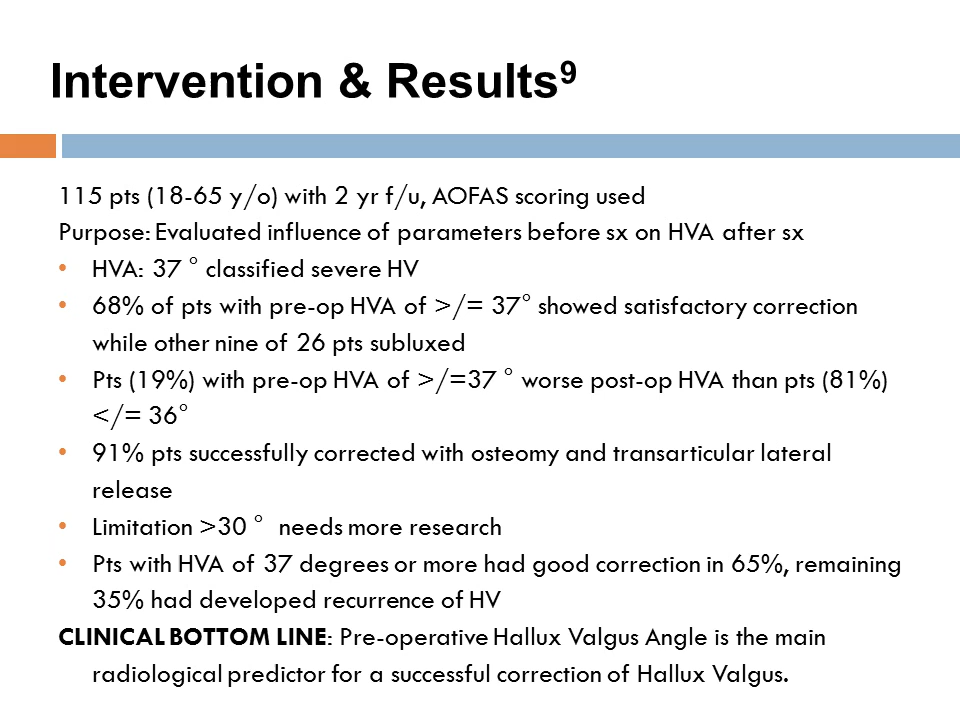 Intervention & Results⁹
115 pts (18-65 y/o) with 2 yr f/u, AOFAS scoring used
Purpose: Evaluated influence of parameters before sx on HVA after sx
• HVA: 37 ° classified severe HV
• 68% of pts with pre-op HVA of >/= 37° showed satisfactory correction
while other nine of 26 pts subluxed
• Pts (19%) with pre-op HVA of >/=37 ° worse post-op HVA than pts (81%)
</= 36°
• 91% pts successfully corrected with osteomy and transarticular lateral
release
• Limitation >30 ° needs more research
• Pts with HVA of 37 degrees or more had good correction in 65%, remaining
35% had developed recurrence of HV
CLINICAL BOTTOM LINE: Pre-operative Hallux Valgus Angle is the main
radiological predictor for a successful correction of Hallux Valgus.